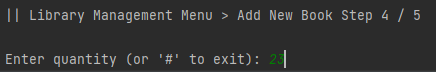 || Library Management Menu > Add New Book Step 4 / 5
Enter quantity (or '#' to exit): 23